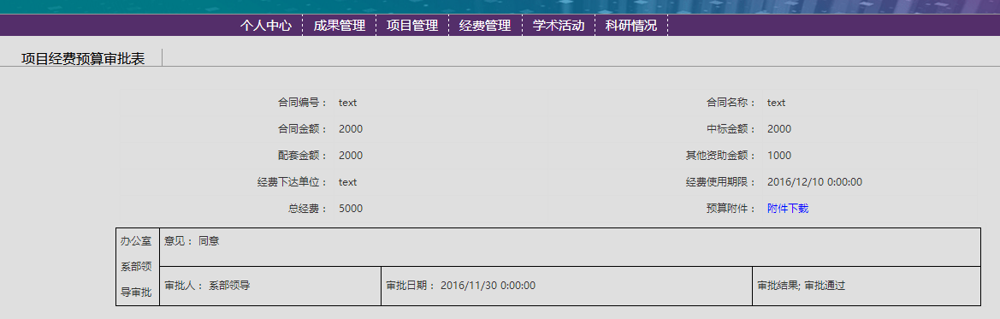 个人中心 成果管理 项目管理 经费管理 学术活动 科研情况
项目经费预算审批表
合同编号： text 合同名称： text
合同金额： 2000 中标金额： 2000
配套金额： 2000 其他资助金额： 1000
经费下达单位： text 经费使用期限： 2016/12/10 0:00:00
总经费： 5000 预算附件： 附件下载
办公室
系部领
导审批
意见： 同意
审批人： 系部领导 审批日期： 2016/11/30 0:00:00 审批结果; 审批通过